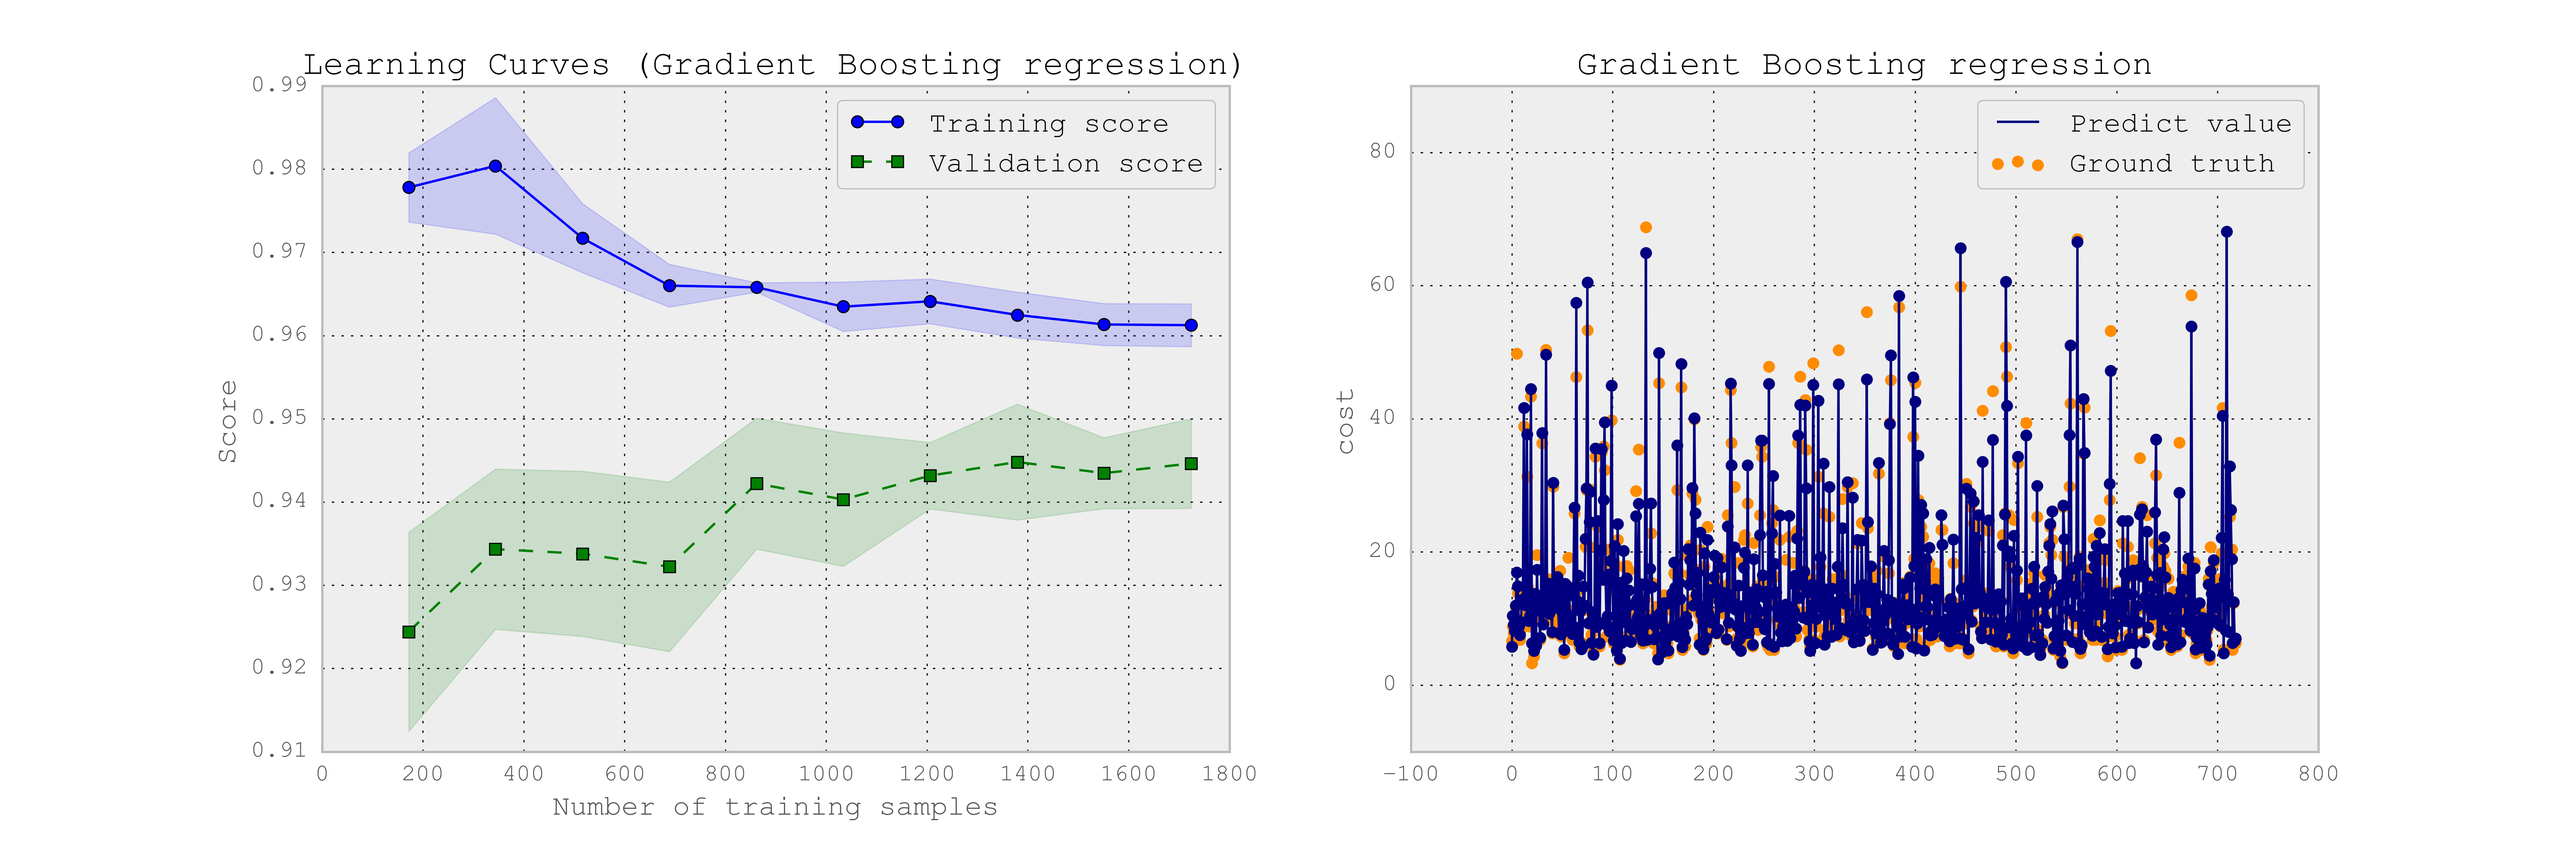 Learning Curves (Gradient Boosting regression)
0.99
0.98
0.97
0.96
0.95
0.94
0.93
0.92
0.91
Score
Training score
Validation score
0 200 400 600 800 1000 1200 1400 1600 1800
Number of training samples
Gradient Boosting regression
80
60
40
20
0
cost
Predict value
Ground truth
−100 0 100 200 300 400 500 600 700 800